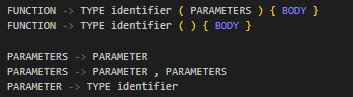 FUNCTION -> TYPE identifier ( PARAMETERS ) { BODY }
FUNCTION -> TYPE identifier ( ) { BODY }
PARAMETERS -> PARAMETER
PARAMETERS -> PARAMETER , PARAMETERS
PARAMETER -> TYPE identifier